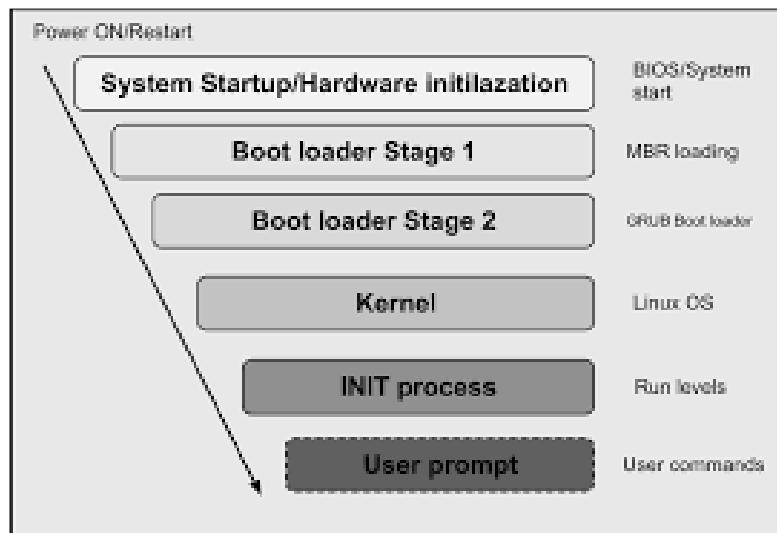 Power ON/Restart
System Startup/Hardware initilazation
BIOS/System
start
Boot loader Stage 1
MBR loading
Boot loader Stage 2
GRUB Boot loader
Kernel
Linux OS
INIT process
Run levels
User prompt
User commands